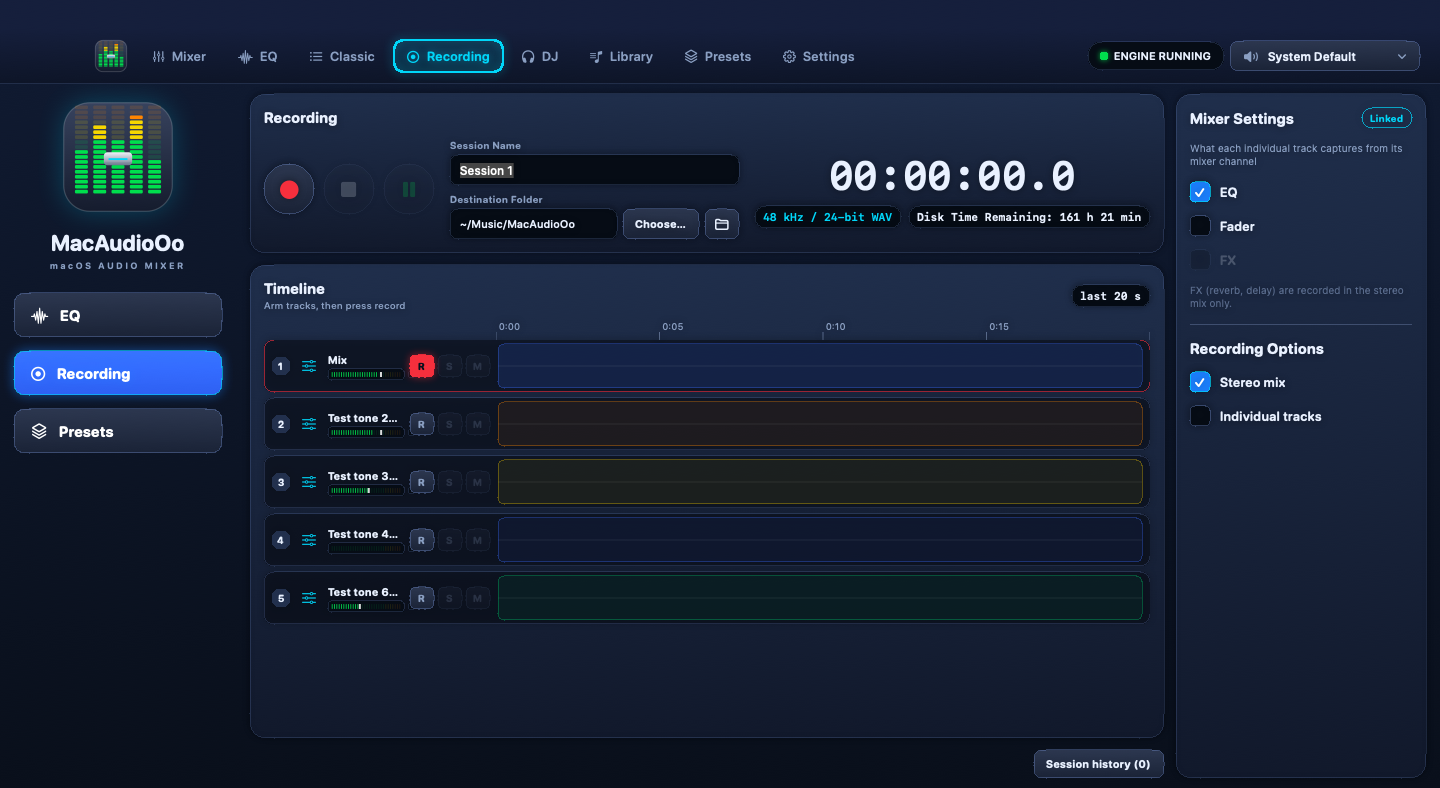 Mixer
EQ
Classic
Recording
DJ
Library
Presets
Settings
ENGINE RUNNING
System Default
MacAudioOo
macOS AUDIO MIXER
EQ
Recording
Presets
Recording
Session Name
Session 1
Destination Folder
~/Music/MacAudioOo
Choose...
00:00:00.0
48 kHz / 24-bit WAV
Disk Time Remaining: 161 h 21 min
Timeline
Arm tracks, then press record
last 20 s
0:00
0:05
0:10
0:15
1 Mix R S M
2 Test tone 2... R S M
3 Test tone 3... R S M
4 Test tone 4... R S M
5 Test tone 6... R S M
Session history (0)
Mixer Settings
Linked
What each individual track captures from its
mixer channel
EQ
Fader
FX
FX (reverb, delay) are recorded in the stereo
mix only.
Recording Options
Stereo mix
Individual tracks